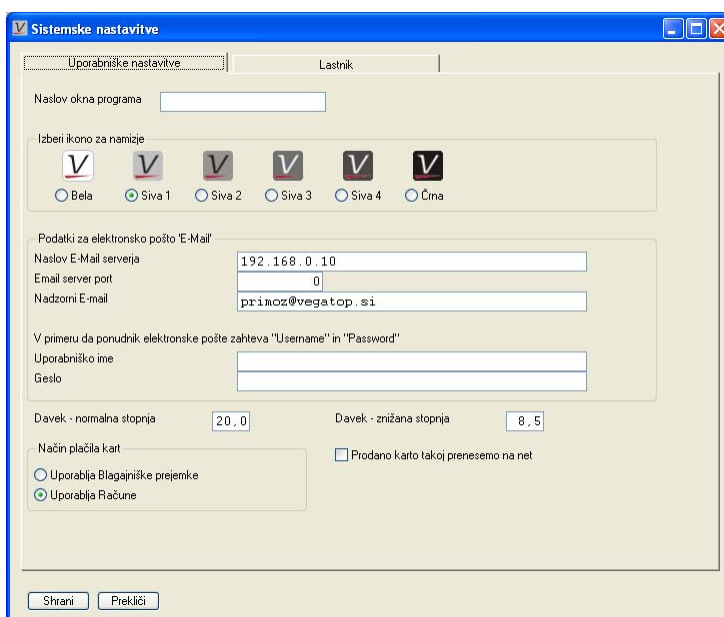 V Sistemske nastavitve
Uporabniške nastavitve Lastnik
Naslov okna programa
Izberi ikono za namizje
V V V V V V
Bela Siva 1 Siva 2 Siva 3 Siva 4 Črna
Podatki za elektronsko pošto 'E-Mail'
Naslov E-Mail serverja 192.168.0.10
Email server port 0
Nadzorni E-mail primoz@vegatop.si
V primeru da ponudnik elektronske pošte zahteva "Username" in "Password"
Uporabniško ime
Geslo
Davek - normalna stopnja 20,0 Davek - znižana stopnja 8,5
Način plačila kart
Prodano karto takoj prenesemo na net
Uporablja Blagajniške prejemke
Uporablja Račune
Shrani Prekliči